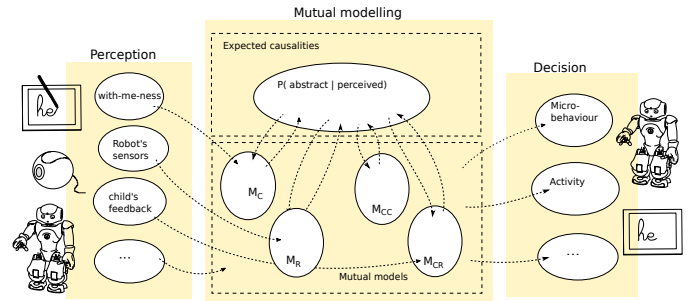 Mutual modelling
Perception
Expected causalities
Decision
with-me-ness
P( abstract | perceived)
Micro-
behaviour
he
Robot's
sensors
child's
feedback
...
M_C
M_R
M_CC
M_CR
Mutual models
Activity
he
...